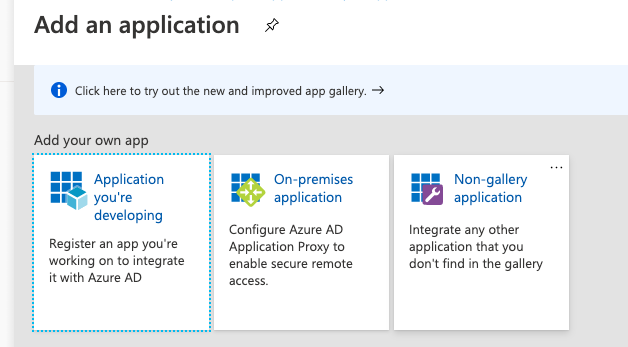 Add an application
Click here to try out the new and improved app gallery. →
Add your own app
Application
you're
developing
Register an app you're
working on to integrate
it with Azure AD
On-premises
application
Configure Azure AD
Application Proxy to
enable secure remote
access.
...
Non-gallery
application
Integrate any other
application that you
don't find in the gallery